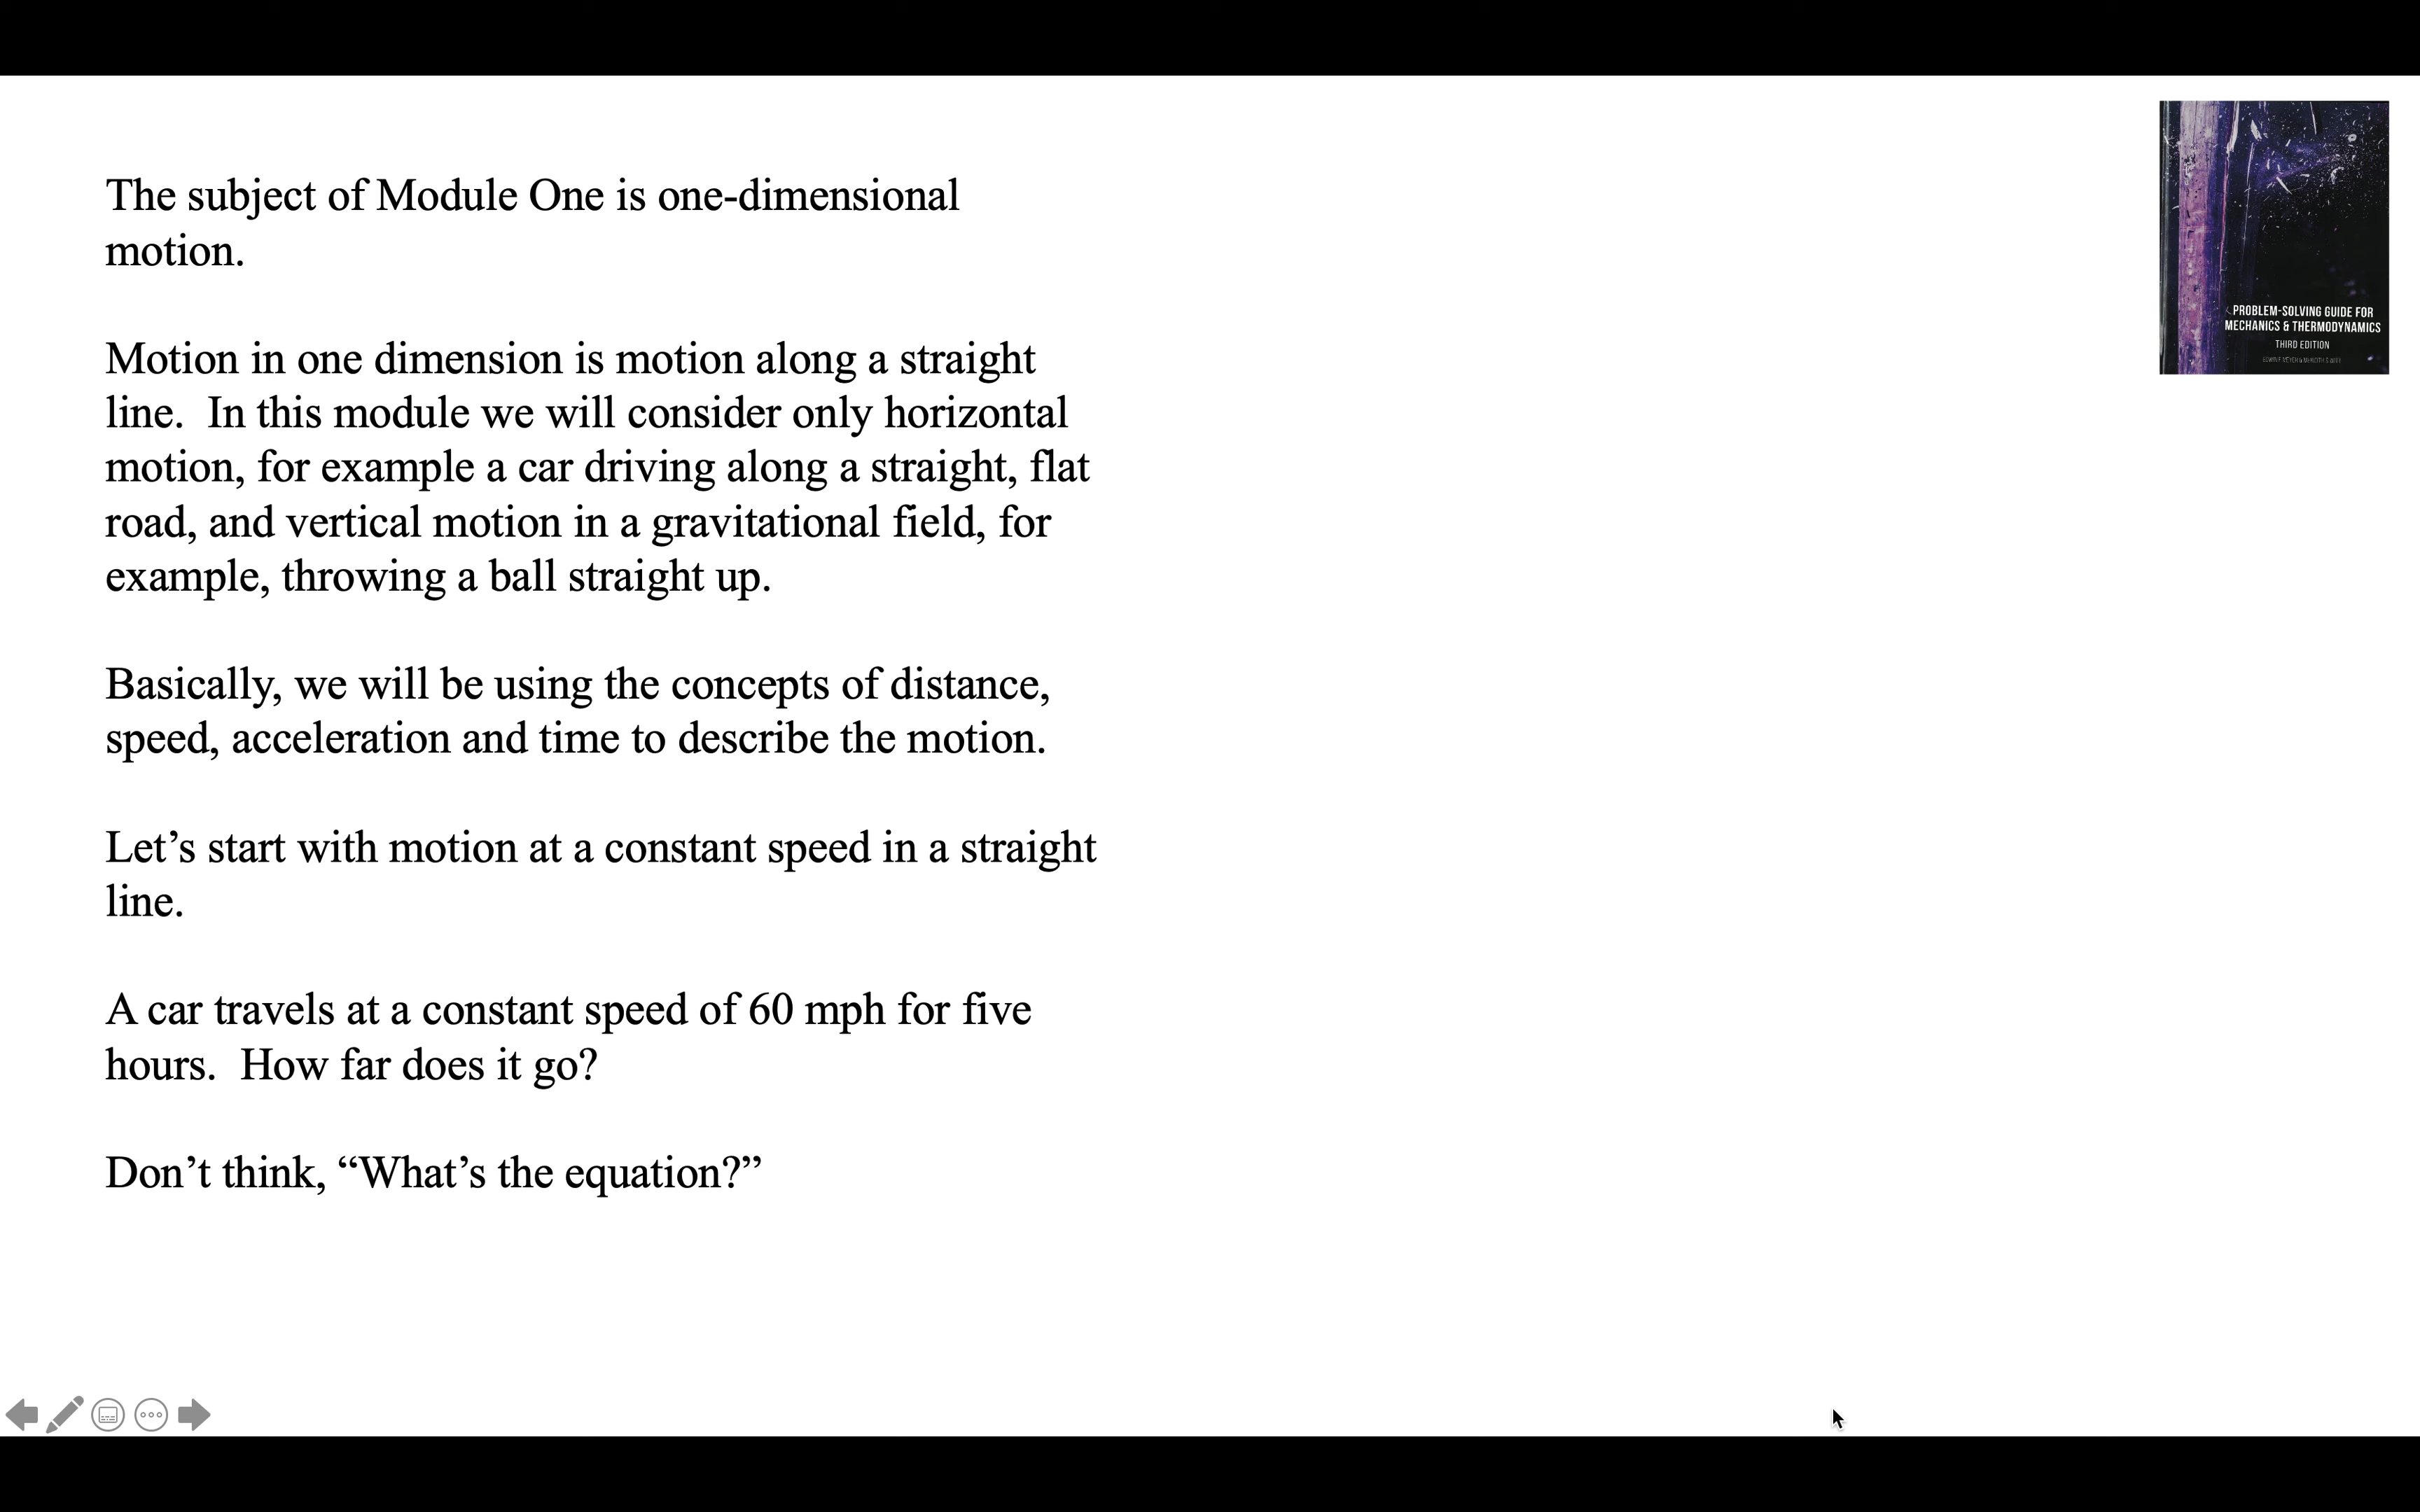 The subject of Module One is one-dimensional
motion.
Motion in one dimension is motion along a straight
line.  In this module we will consider only horizontal
motion, for example a car driving along a straight, flat
road, and vertical motion in a gravitational field, for
example, throwing a ball straight up.
Basically, we will be using the concepts of distance,
speed, acceleration and time to describe the motion.
Let’s start with motion at a constant speed in a straight
line.
A car travels at a constant speed of 60 mph for five
hours.  How far does it go?
Don’t think, “What’s the equation?”
PROBLEM-SOLVING GUIDE FOR
MECHANICS & THERMODYNAMICS
THIRD EDITION